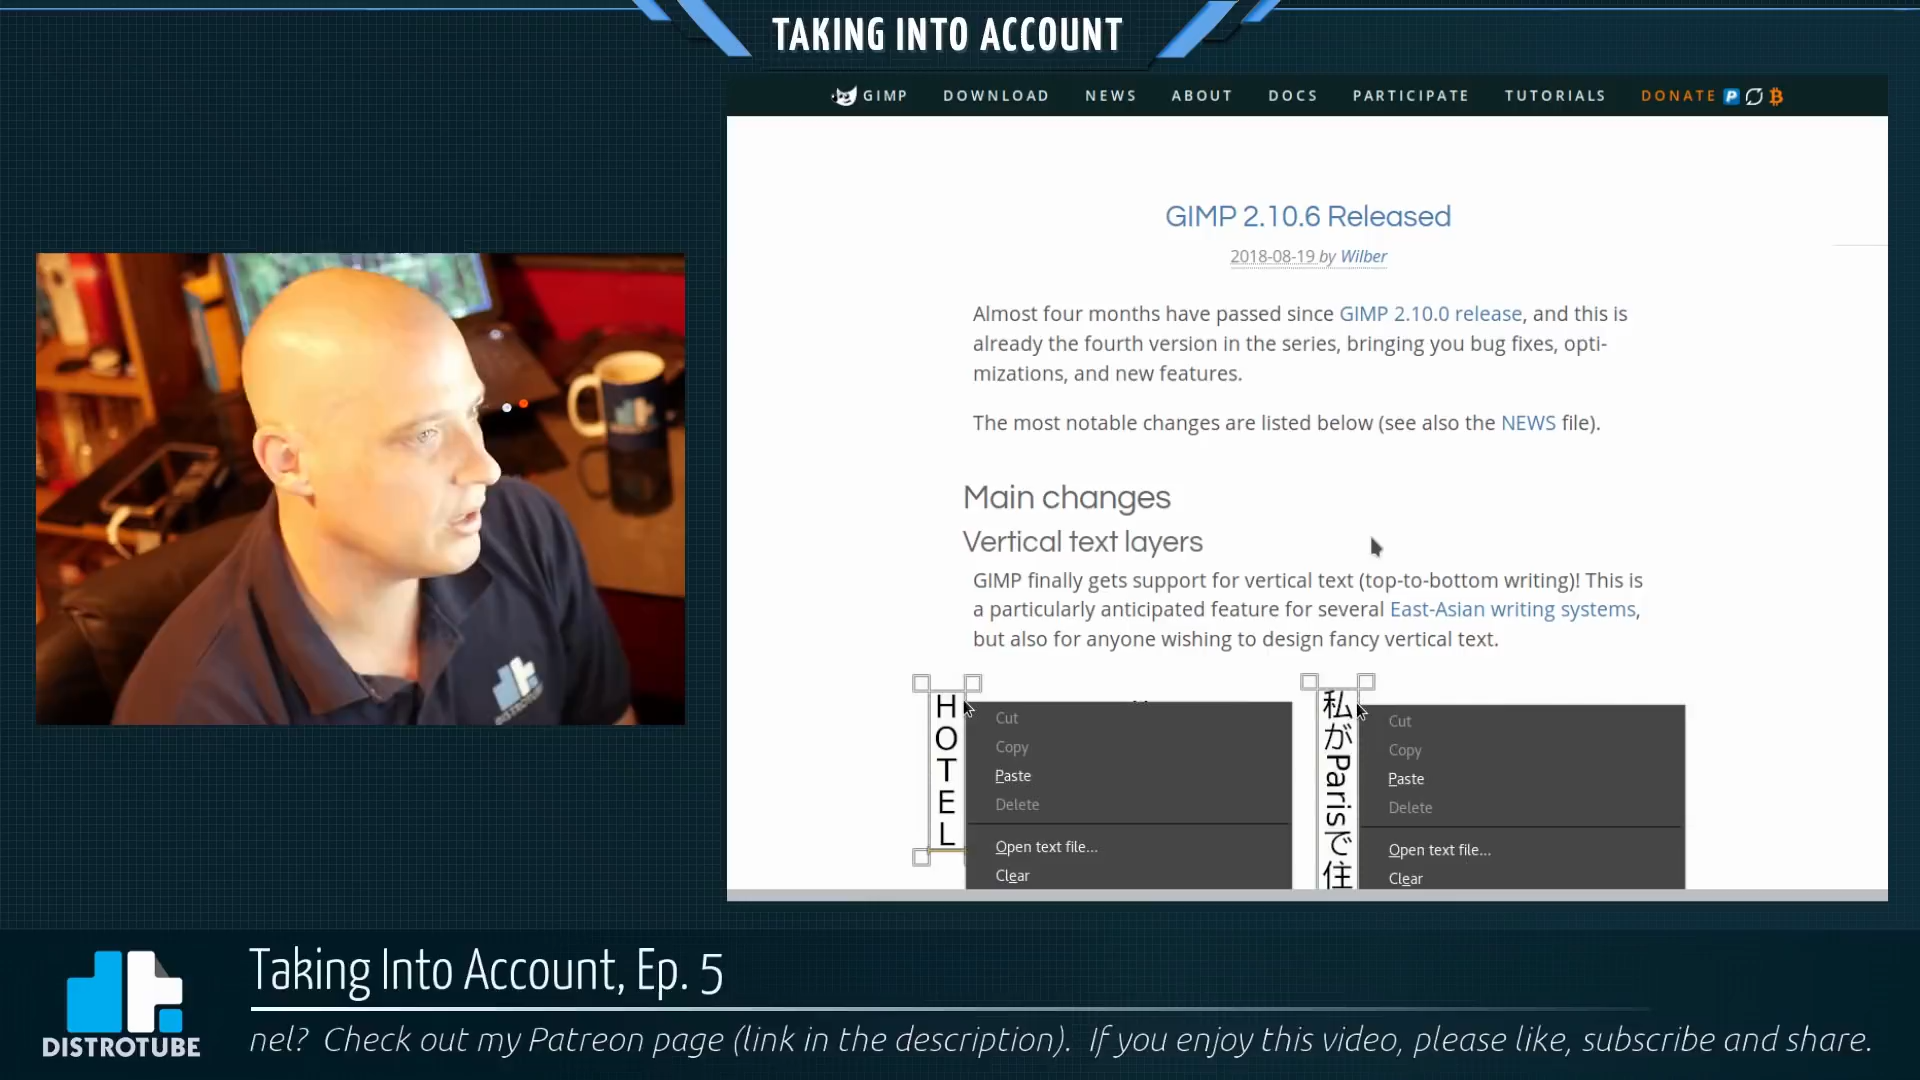 TAKING INTO ACCOUNT
GIMP DOWNLOAD NEWS ABOUT DOCS PARTICIPATE TUTORIALS DONATE
GIMP 2.10.6 Released
2018-08-19 by Wilber
Almost four months have passed since GIMP 2.10.0 release, and this is
already the fourth version in the series, bringing you bug fixes, opti-
mizations, and new features.
The most notable changes are listed below (see also the NEWS file).
Main changes
Vertical text layers
GIMP finally gets support for vertical text (top-to-bottom writing)! This is
a particularly anticipated feature for several East-Asian writing systems,
but also for anyone wishing to design fancy vertical text.
HOTEL
Cut
Copy
Paste
Delete
Open text file...
Clear
私がParisで住
Cut
Copy
Paste
Delete
Open text file...
Clear
DISTROTUBE
Taking Into Account, Ep. 5
nel? Check out my Patreon page (link in the description). If you enjoy this video, please like, subscribe and share.
DISTROTUBE